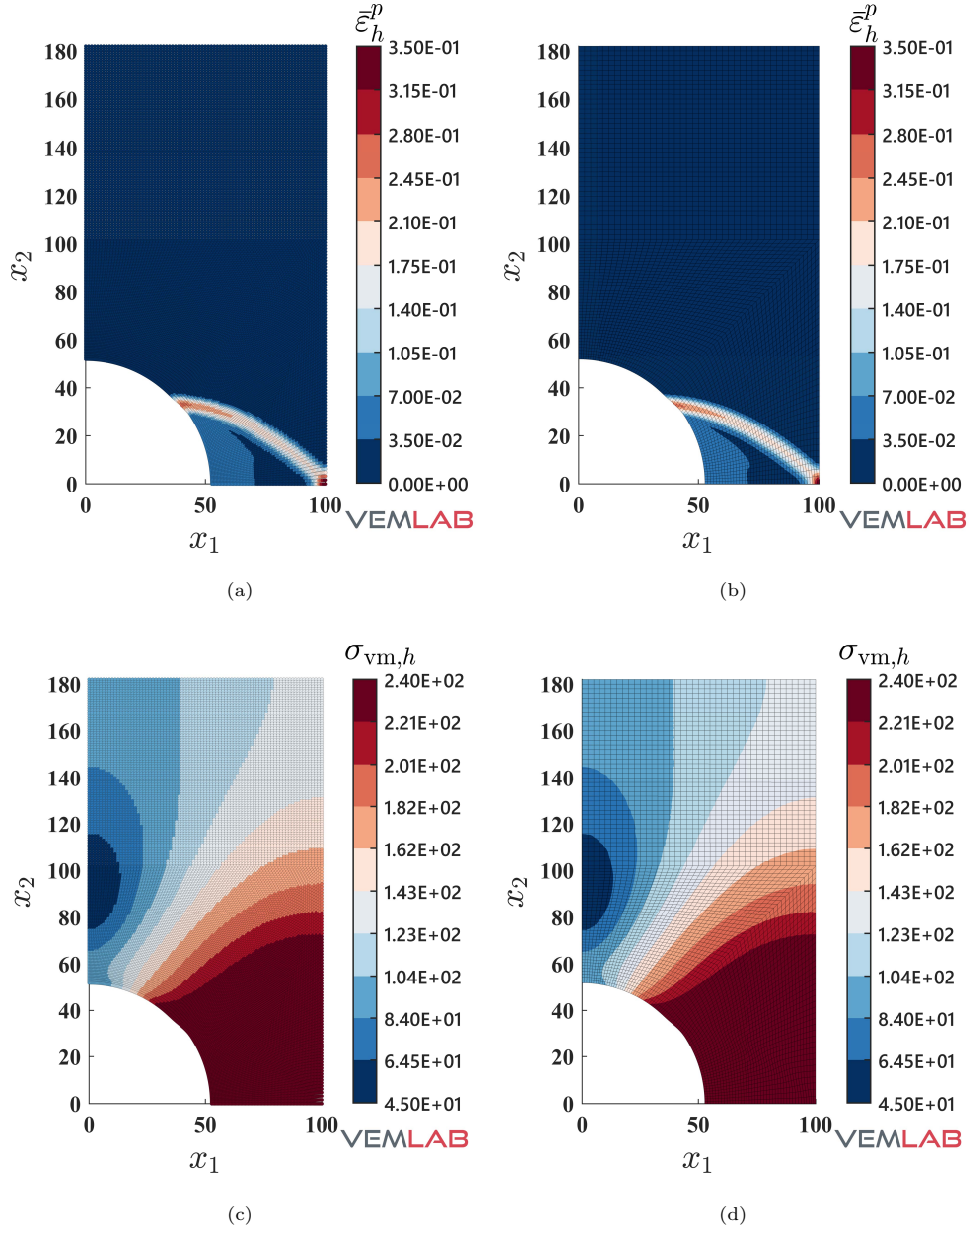 ε̄ₕᵖ
180
160
140
120
100
80
60
40
20
0
x₂
0 50 100
x₁
3.50E-01
3.15E-01
2.80E-01
2.45E-01
2.10E-01
1.75E-01
1.40E-01
1.05E-01
7.00E-02
3.50E-02
0.00E+00
VEMLAB
(a)
ε̄ₕᵖ
180
160
140
120
100
80
60
40
20
0
x₂
0 50 100
x₁
3.50E-01
3.15E-01
2.80E-01
2.45E-01
2.10E-01
1.75E-01
1.40E-01
1.05E-01
7.00E-02
3.50E-02
0.00E+00
VEMLAB
(b)
σvm,h
180
160
140
120
100
80
60
40
20
0
x₂
0 50 100
x₁
2.40E+02
2.21E+02
2.01E+02
1.82E+02
1.62E+02
1.43E+02
1.23E+02
1.04E+02
8.40E+01
6.45E+01
4.50E+01
VEMLAB
(c)
σvm,h
180
160
140
120
100
80
60
40
20
0
x₂
0 50 100
x₁
2.40E+02
2.21E+02
2.01E+02
1.82E+02
1.62E+02
1.43E+02
1.23E+02
1.04E+02
8.40E+01
6.45E+01
4.50E+01
VEMLAB
(d)